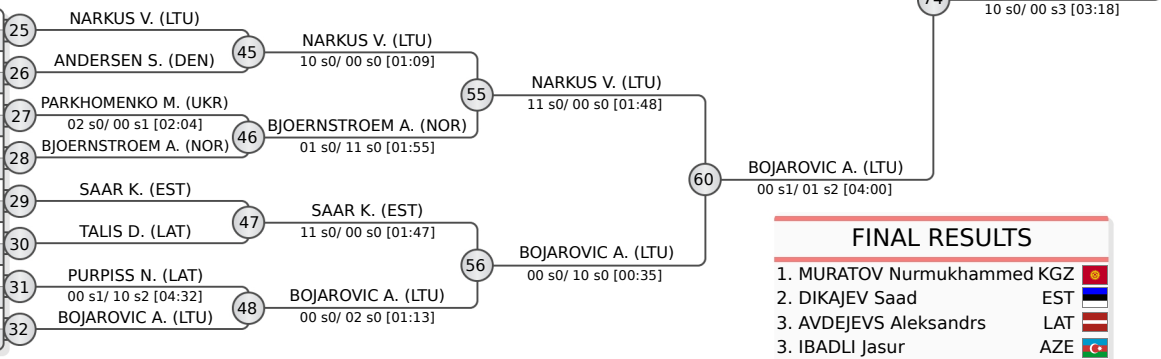 10 s0/ 00 s3 [03:18]
25
NARKUS V. (LTU)
26
ANDERSEN S. (DEN)
45
NARKUS V. (LTU)
10 s0/ 00 s0 [01:09]
27
PARKHOMENKO M. (UKR)
02 s0/ 00 s1 [02:04]
28
BJOERNSTROEM A. (NOR)
46
BJOERNSTROEM A. (NOR)
01 s0/ 11 s0 [01:55]
55
NARKUS V. (LTU)
11 s0/ 00 s0 [01:48]
29
SAAR K. (EST)
30
TALIS D. (LAT)
47
SAAR K. (EST)
11 s0/ 00 s0 [01:47]
31
PURPISS N. (LAT)
00 s1/ 10 s2 [04:32]
32
BOJAROVIC A. (LTU)
48
BOJAROVIC A. (LTU)
00 s0/ 02 s0 [01:13]
56
BOJAROVIC A. (LTU)
00 s0/ 10 s0 [00:35]
60
BOJAROVIC A. (LTU)
00 s1/ 01 s2 [04:00]
FINAL RESULTS
1. MURATOV Nurmukhammed KGZ
2. DIKAJEV Saad EST
3. AVDEJEVS Aleksandrs LAT
3. IBADLI Jasur AZE